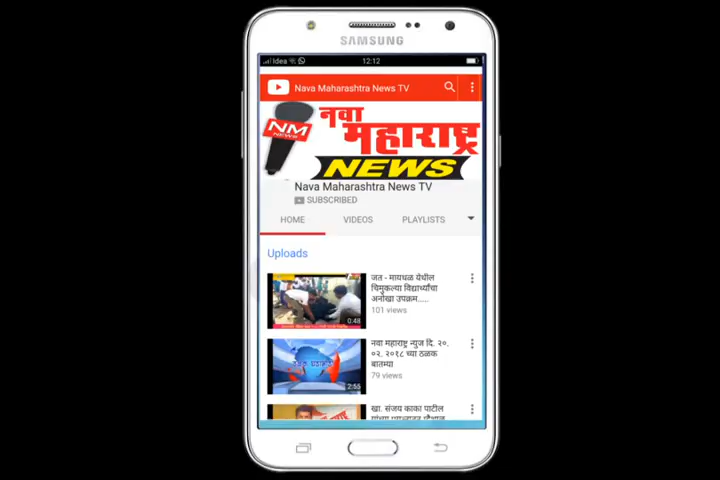 SAMSUNG
Idea
12:12
Nava Maharashtra News TV
NM
NEWS
नवा
महाराष्ट्र
NEWS
Nava Maharashtra News TV
SUBSCRIBED
HOME VIDEOS PLAYLISTS
Uploads
जत - मायथळ येथील
चिमुकल्या विद्यार्थ्यांचा
अनोखा उपक्रम.....
101 views
0:48
नवा महाराष्ट्र न्युज दि. २०.
०२. २०१८ च्या ठळक
बातम्या
79 views
2:55
खा. संजय काका पाटील